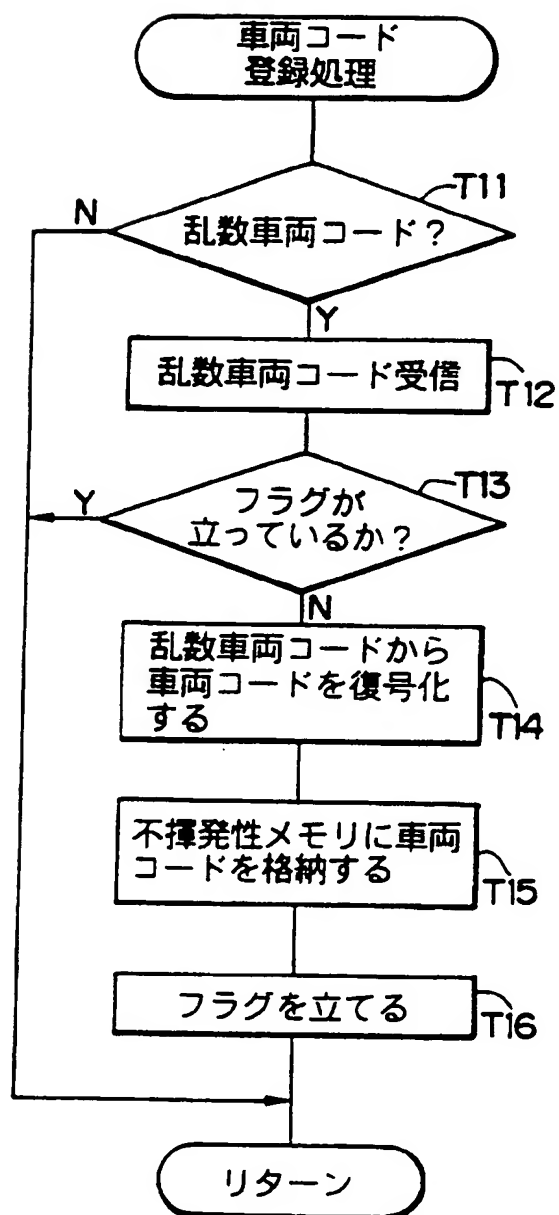 車両コード
登録処理
T11
N
乱数車両コード?
Y
乱数車両コード受信
T12
T13
Y
フラグが
立っているか?
N
乱数車両コードから
車両コードを復号化
する
T14
不揮発性メモリに車両
コードを格納する
T15
フラグを立てる
T16
リターン